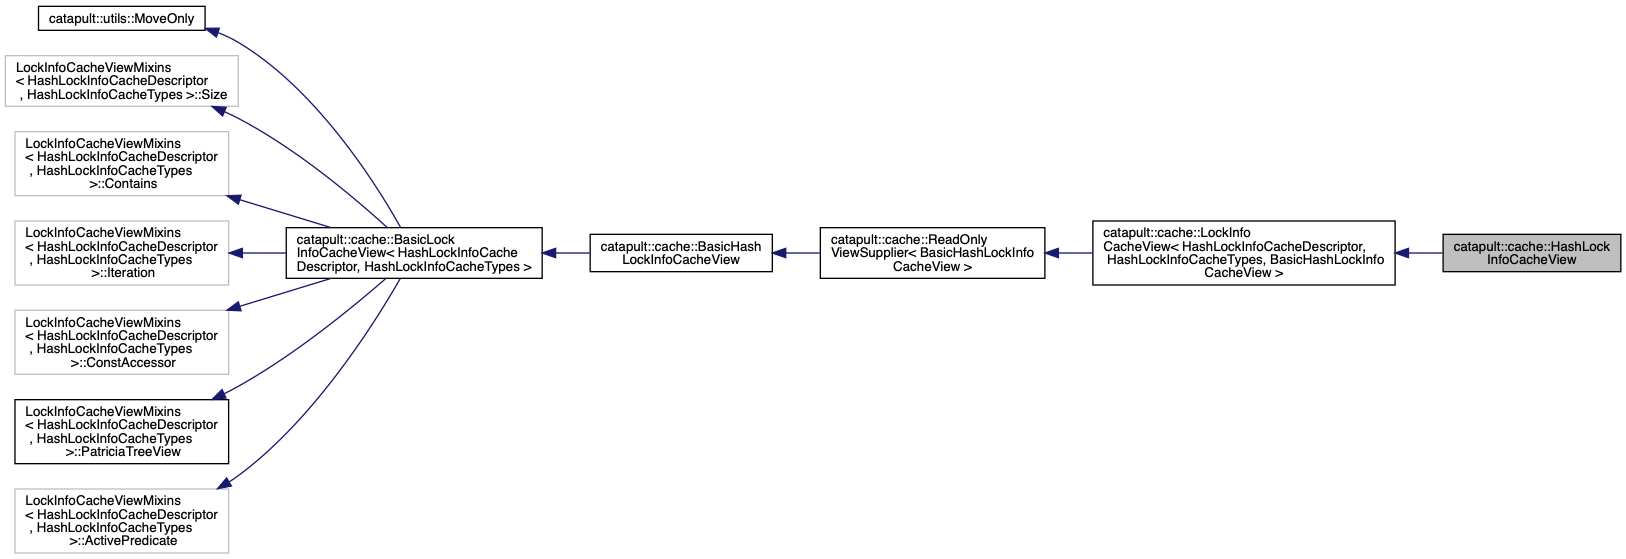 catapult::utils::MoveOnly
LockInfoCacheViewMixins
< HashLockInfoCacheDescriptor
, HashLockInfoCacheTypes >::Size
LockInfoCacheViewMixins
< HashLockInfoCacheDescriptor
, HashLockInfoCacheTypes
>::Contains
LockInfoCacheViewMixins
< HashLockInfoCacheDescriptor
, HashLockInfoCacheTypes
>::Iteration
LockInfoCacheViewMixins
< HashLockInfoCacheDescriptor
, HashLockInfoCacheTypes
>::ConstAccessor
LockInfoCacheViewMixins
< HashLockInfoCacheDescriptor
, HashLockInfoCacheTypes
>::PatriciaTreeView
LockInfoCacheViewMixins
< HashLockInfoCacheDescriptor
, HashLockInfoCacheTypes
>::ActivePredicate
catapult::cache::BasicLock
InfoCacheView< HashLockInfoCache
Descriptor, HashLockInfoCacheTypes >
catapult::cache::BasicHash
LockInfoCacheView
catapult::cache::ReadOnly
ViewSupplier< BasicHashLockInfo
CacheView >
catapult::cache::LockInfo
CacheView< HashLockInfoCacheDescriptor,
HashLockInfoCacheTypes, BasicHashLockInfo
CacheView >
catapult::cache::HashLock
InfoCacheView